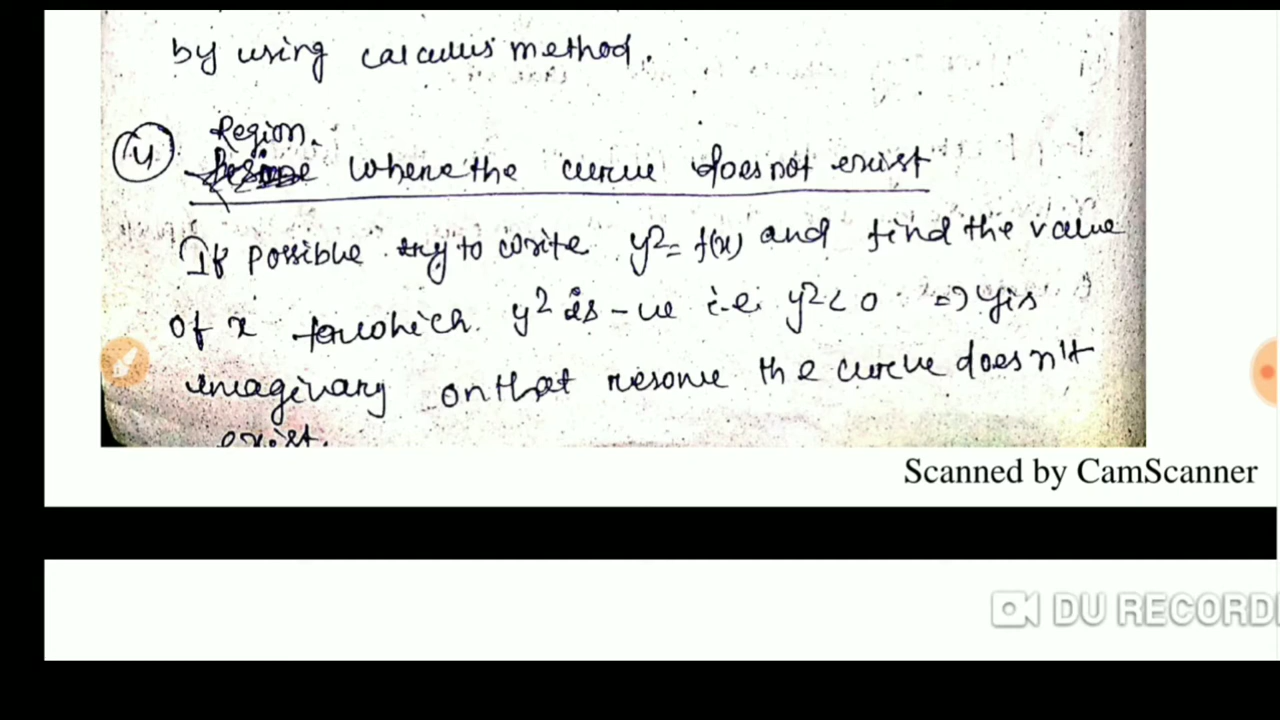 by using calculus method.
(4) Region.
where the curve does not exist
If possible try to write y²= f(x) and find the value
of x for which y² is -ve i.e. y² < 0 => y is
imaginary on that resone the curve doesn't
exist.
Scanned by CamScanner
DU RECORD